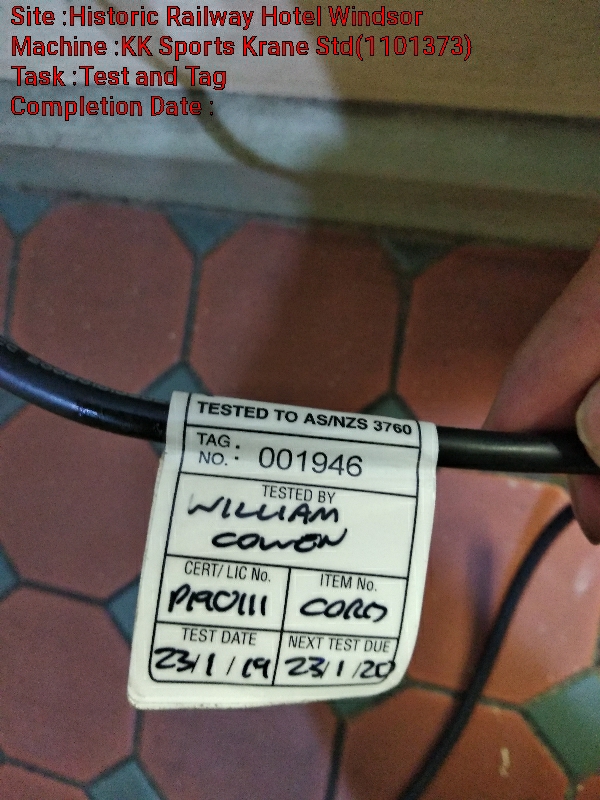 Site :Historic Railway Hotel Windsor
Machine :KK Sports Krane Std(1101373)
Task :Test and Tag
Completion Date :
TESTED TO AS/NZS 3760
TAG NO. : 001946
TESTED BY
WILLIAM
COWEN
CERT/ LIC No. ITEM No.
P190111 CORD
TEST DATE NEXT TEST DUE
23/1/19 23/1/20